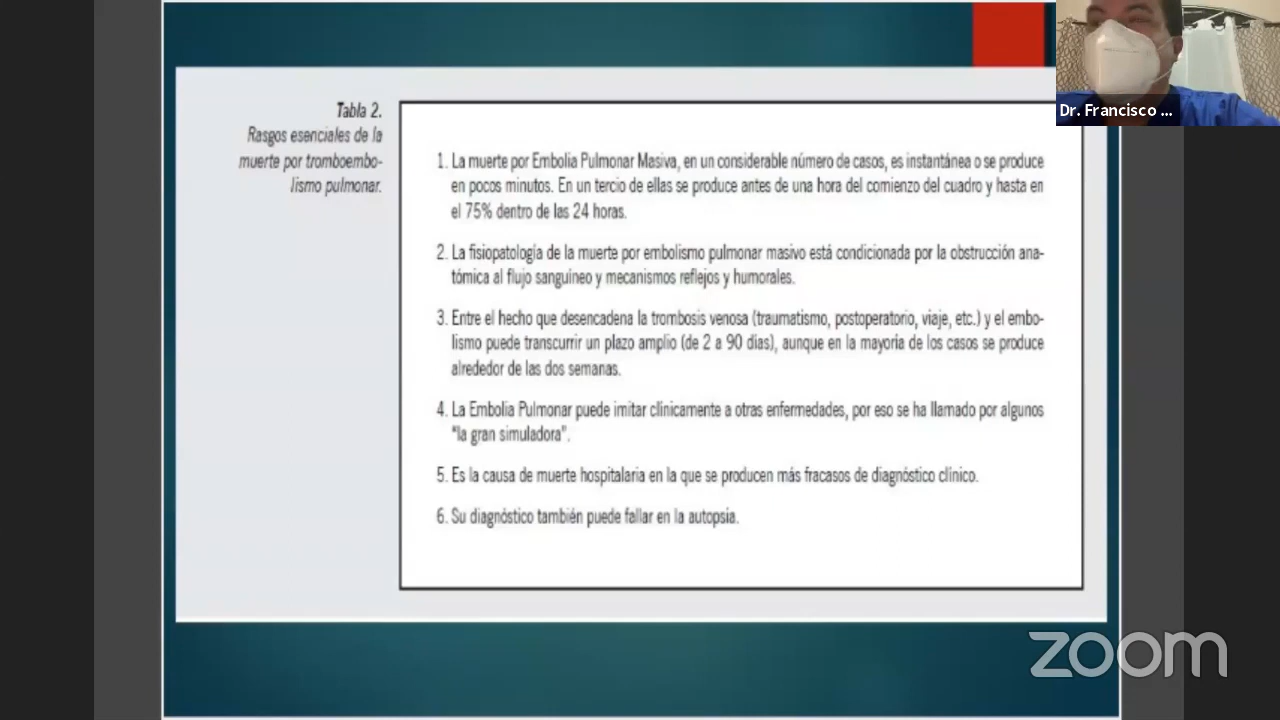 Tabla 2.
Rasgos esenciales de la
muerte por tromboembo-
lismo pulmonar.
1. La muerte por Embolia Pulmonar Masiva, en un considerable número de casos, es instantánea o se produce
en pocos minutos. En un tercio de ellas se produce antes de una hora del comienzo del cuadro y hasta en
el 75% dentro de las 24 horas.
2. La fisiopatología de la muerte por embolismo pulmonar masivo está condicionada por la obstrucción ana-
tómica al flujo sanguíneo y mecanismos reflejos y humorales.
3. Entre el hecho que desencadena la trombosis venosa (traumatismo, postoperatorio, viaje, etc.) y el embo-
lismo puede transcurrir un plazo amplio (de 2 a 90 días), aunque en la mayoría de los casos se produce
alrededor de las dos semanas.
4. La Embolia Pulmonar puede imitar clínicamente a otras enfermedades, por eso se ha llamado por algunos
"la gran simuladora".
5. Es la causa de muerte hospitalaria en la que se producen más fracasos de diagnóstico clínico.
6. Su diagnóstico también puede fallar en la autopsia.
Dr. Francisco ...
zoom